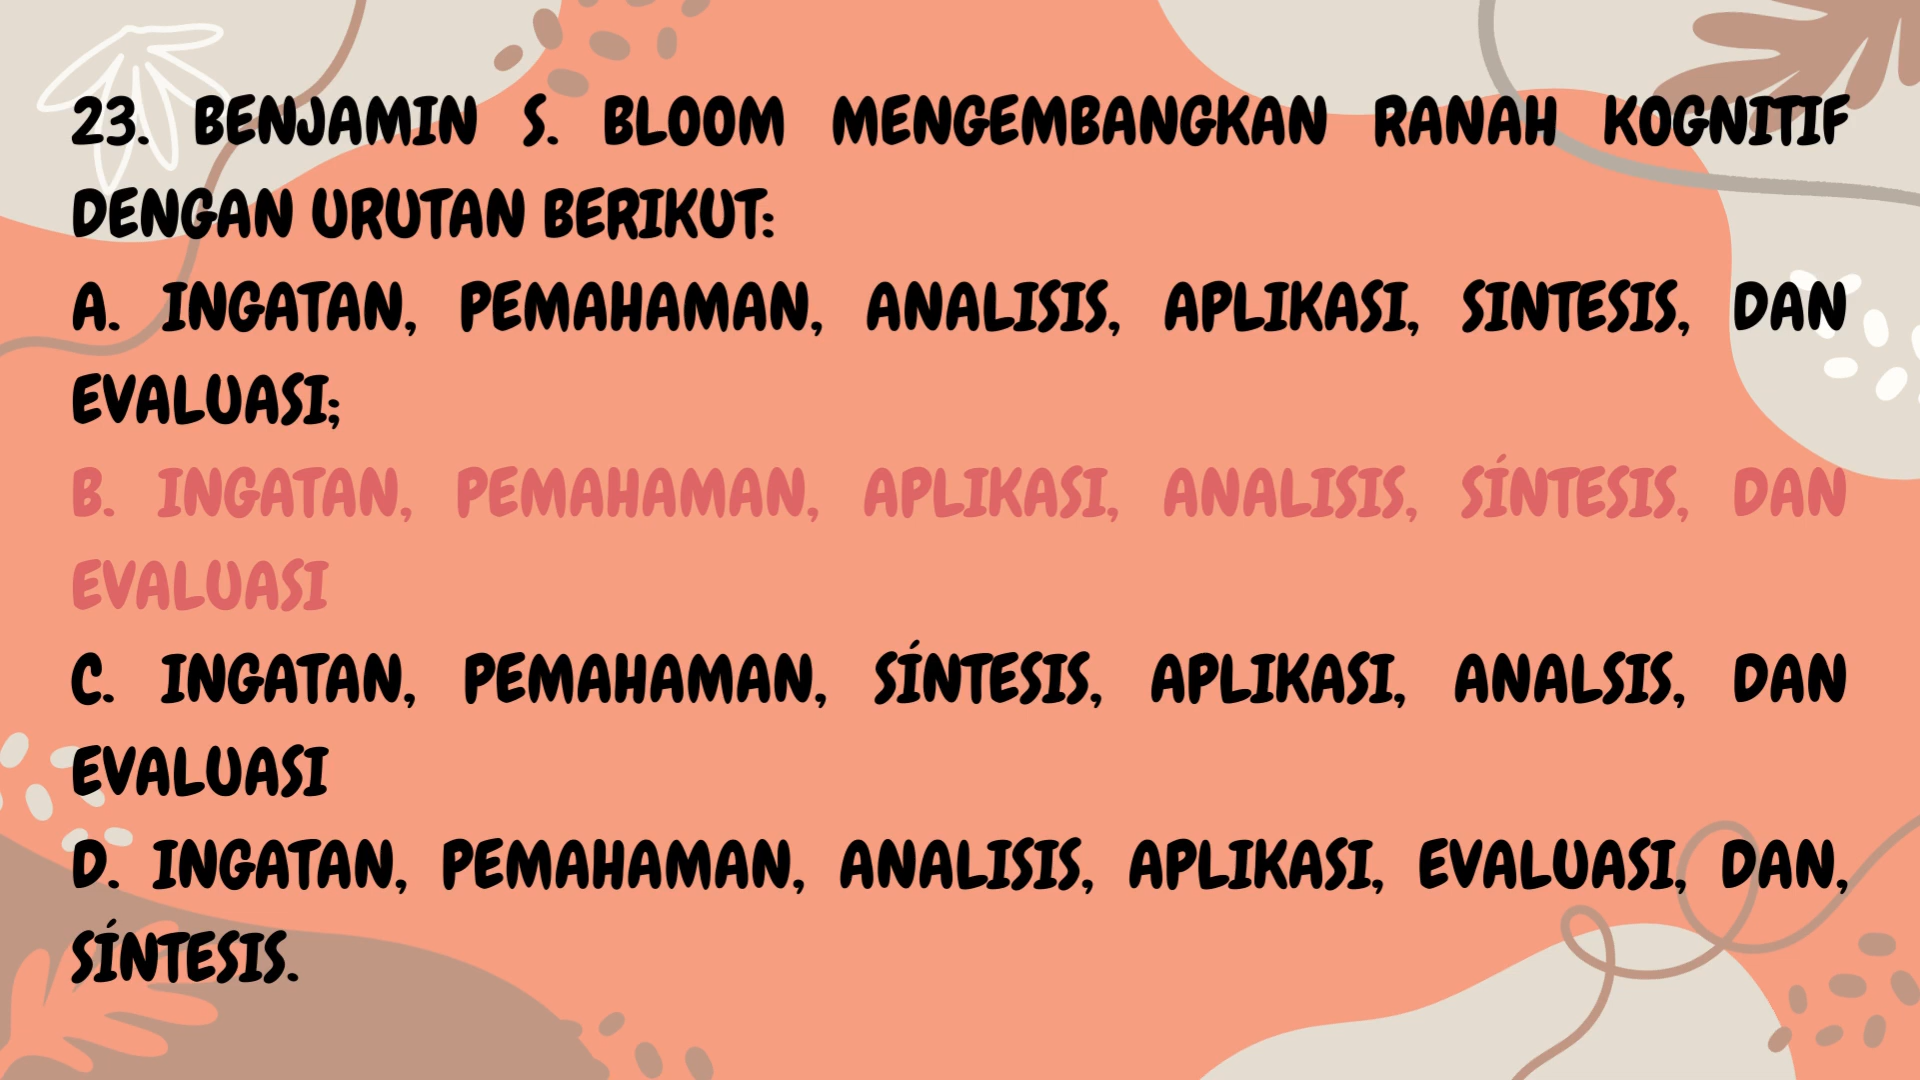 23. BENJAMIN S. BLOOM MENGEMBANGKAN RANAH KOGNITIF
DENGAN URUTAN BERIKUT:
A. INGATAN, PEMAHAMAN, ANALISIS, APLIKASI, SINTESIS, DAN
EVALUASI;
B. INGATAN, PEMAHAMAN, APLIKASI, ANALISIS, SÍNTESIS, DAN
EVALUASI
C. INGATAN, PEMAHAMAN, SÍNTESIS, APLIKASI, ANALSIS, DAN
EVALUASI
D. INGATAN, PEMAHAMAN, ANALISIS, APLIKASI, EVALUASI, DAN,
SÍNTESIS.